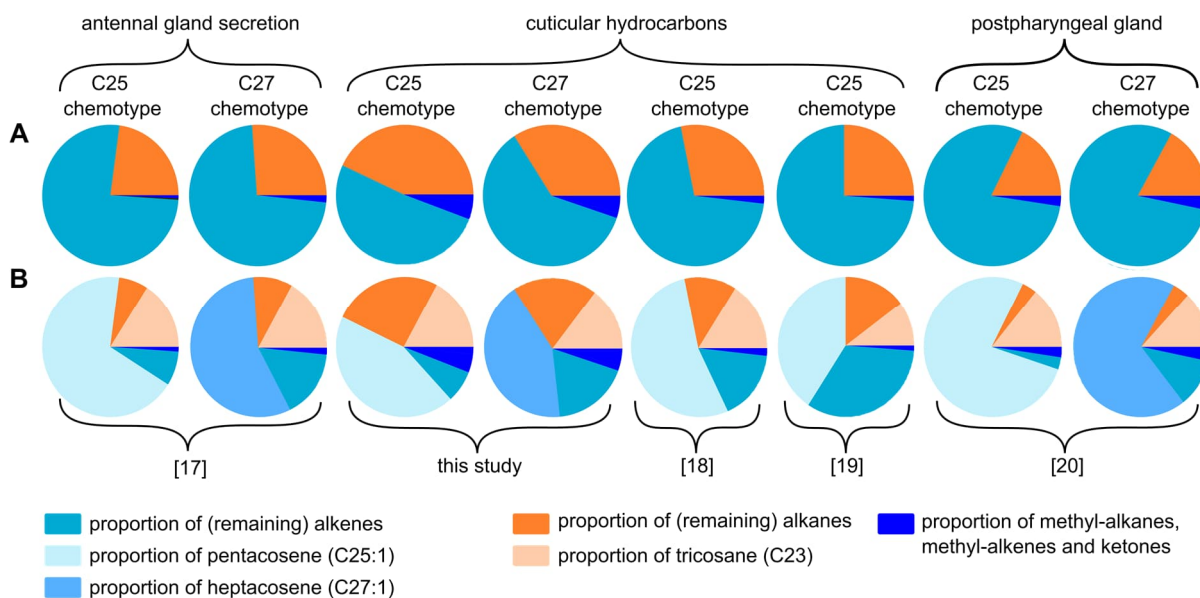 antennal gland secretion
cuticular hydrocarbons
postpharyngeal gland
C25
chemotype
C27
chemotype
C25
chemotype
C27
chemotype
C25
chemotype
C25
chemotype
C25
chemotype
C27
chemotype
A
B
[17]
this study
[18]
[19]
[20]
proportion of (remaining) alkenes
proportion of pentacosene (C25:1)
proportion of heptacosene (C27:1)
proportion of (remaining) alkanes
proportion of tricosane (C23)
proportion of methyl-alkanes,
methyl-alkenes and ketones